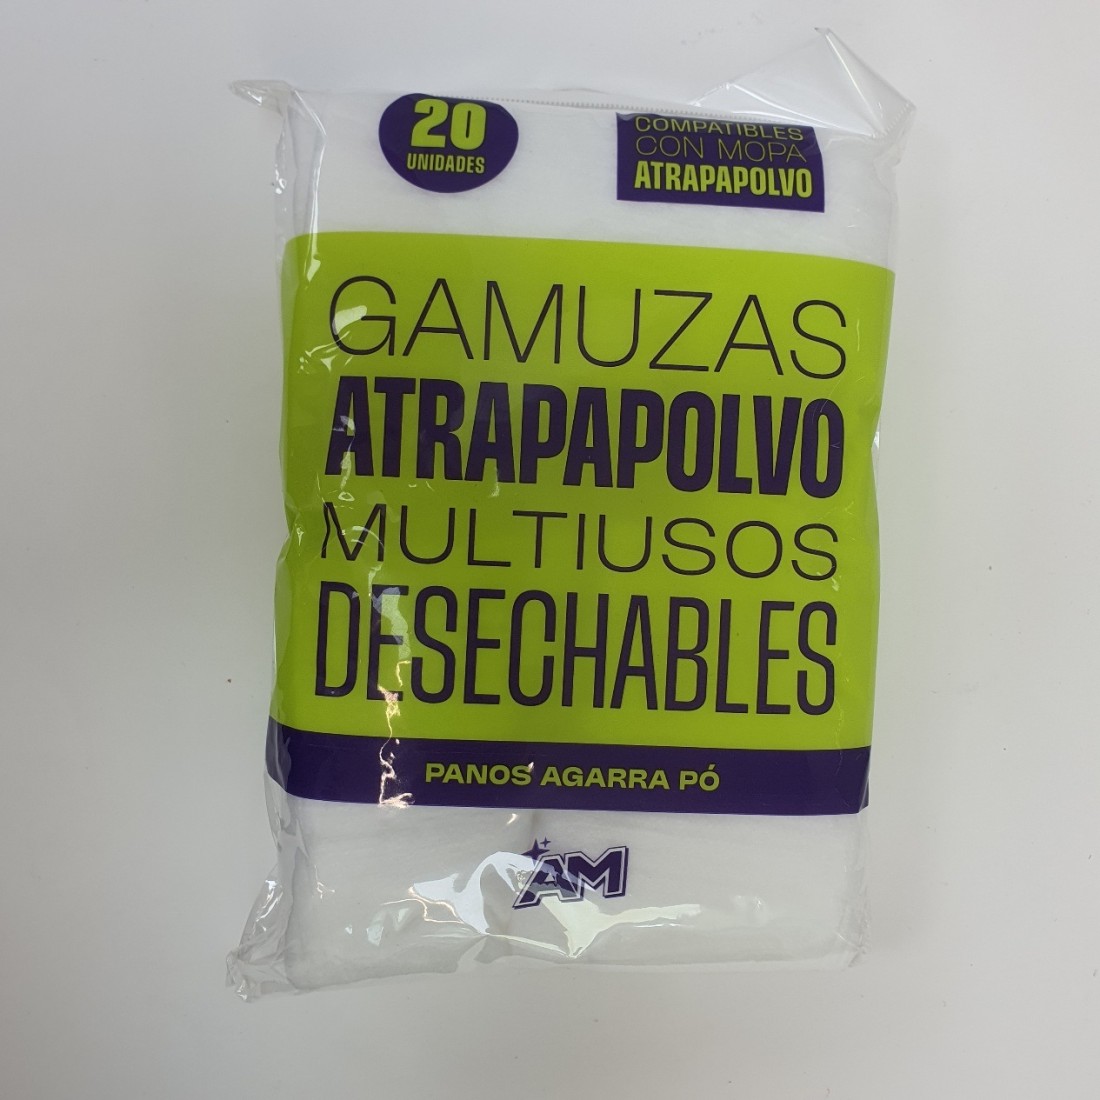 20
UNIDADES
COMPATIBLES
CON MOPA
ATRAPAPOLVO
GAMUZAS
ATRAPAPOLVO
MULTIUSOS
DESECHABLES
PANOS AGARRA PÓ
AM